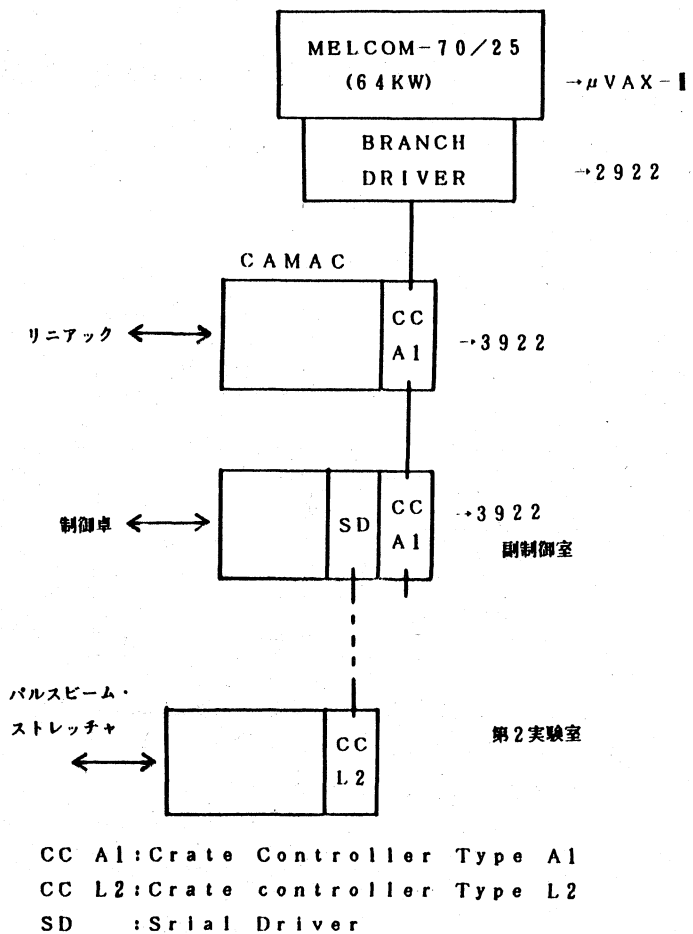 MELCOM-70/25
(64KW)
→μVAX-Ⅱ
BRANCH
DRIVER
→2922
CAMAC
リニアック
CC
A1
→3922
制御卓
SD
CC
A1
→3922
副制御室
パルスビーム・
ストレッチャ
CC
L2
第2実験室
CC A1:Crate Controller Type A1
CC L2:Crate controller Type L2
SD :Srial Driver